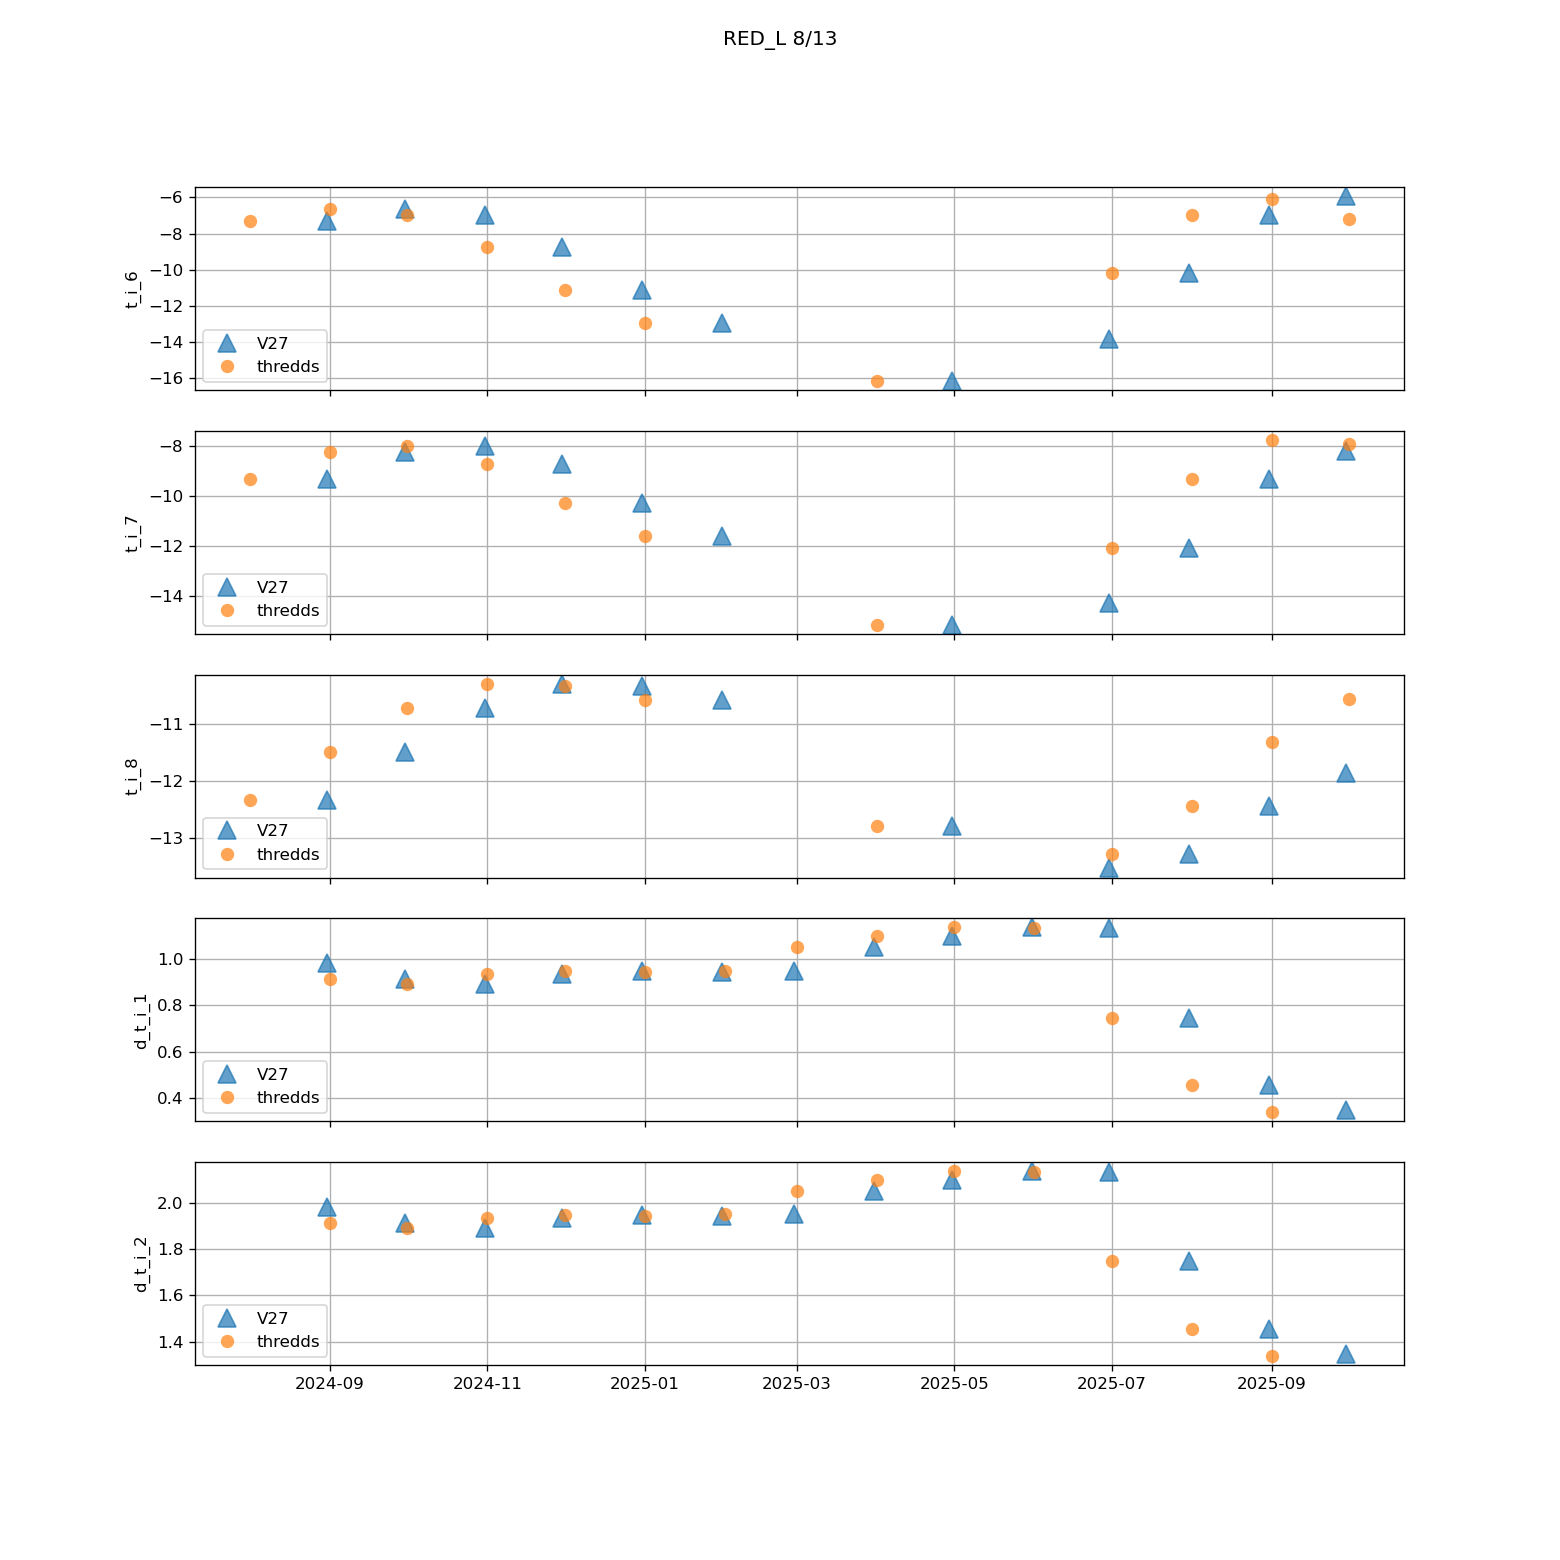 RED_L 8/13
−6
−8
−10
−12
−14
−16
t_i_6
V27
thredds
−8
−10
−12
−14
t_i_7
V27
thredds
−11
−12
−13
t_i_8
V27
thredds
1.0
0.8
0.6
0.4
d_t_i_1
V27
thredds
2.0
1.8
1.6
1.4
d_t_i_2
V27
thredds
2024-09 2024-11 2025-01 2025-03 2025-05 2025-07 2025-09